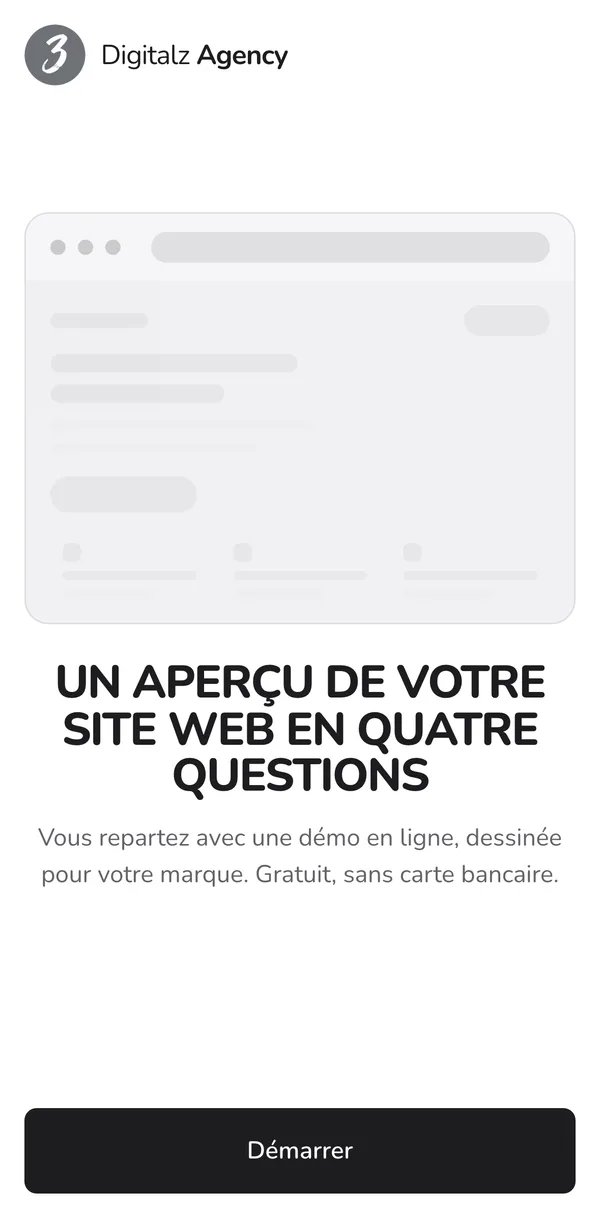 3 Digitalz Agency
UN APERÇU DE VOTRE
SITE WEB EN QUATRE
QUESTIONS
Vous repartez avec une démo en ligne, dessinée
pour votre marque. Gratuit, sans carte bancaire.
Démarrer